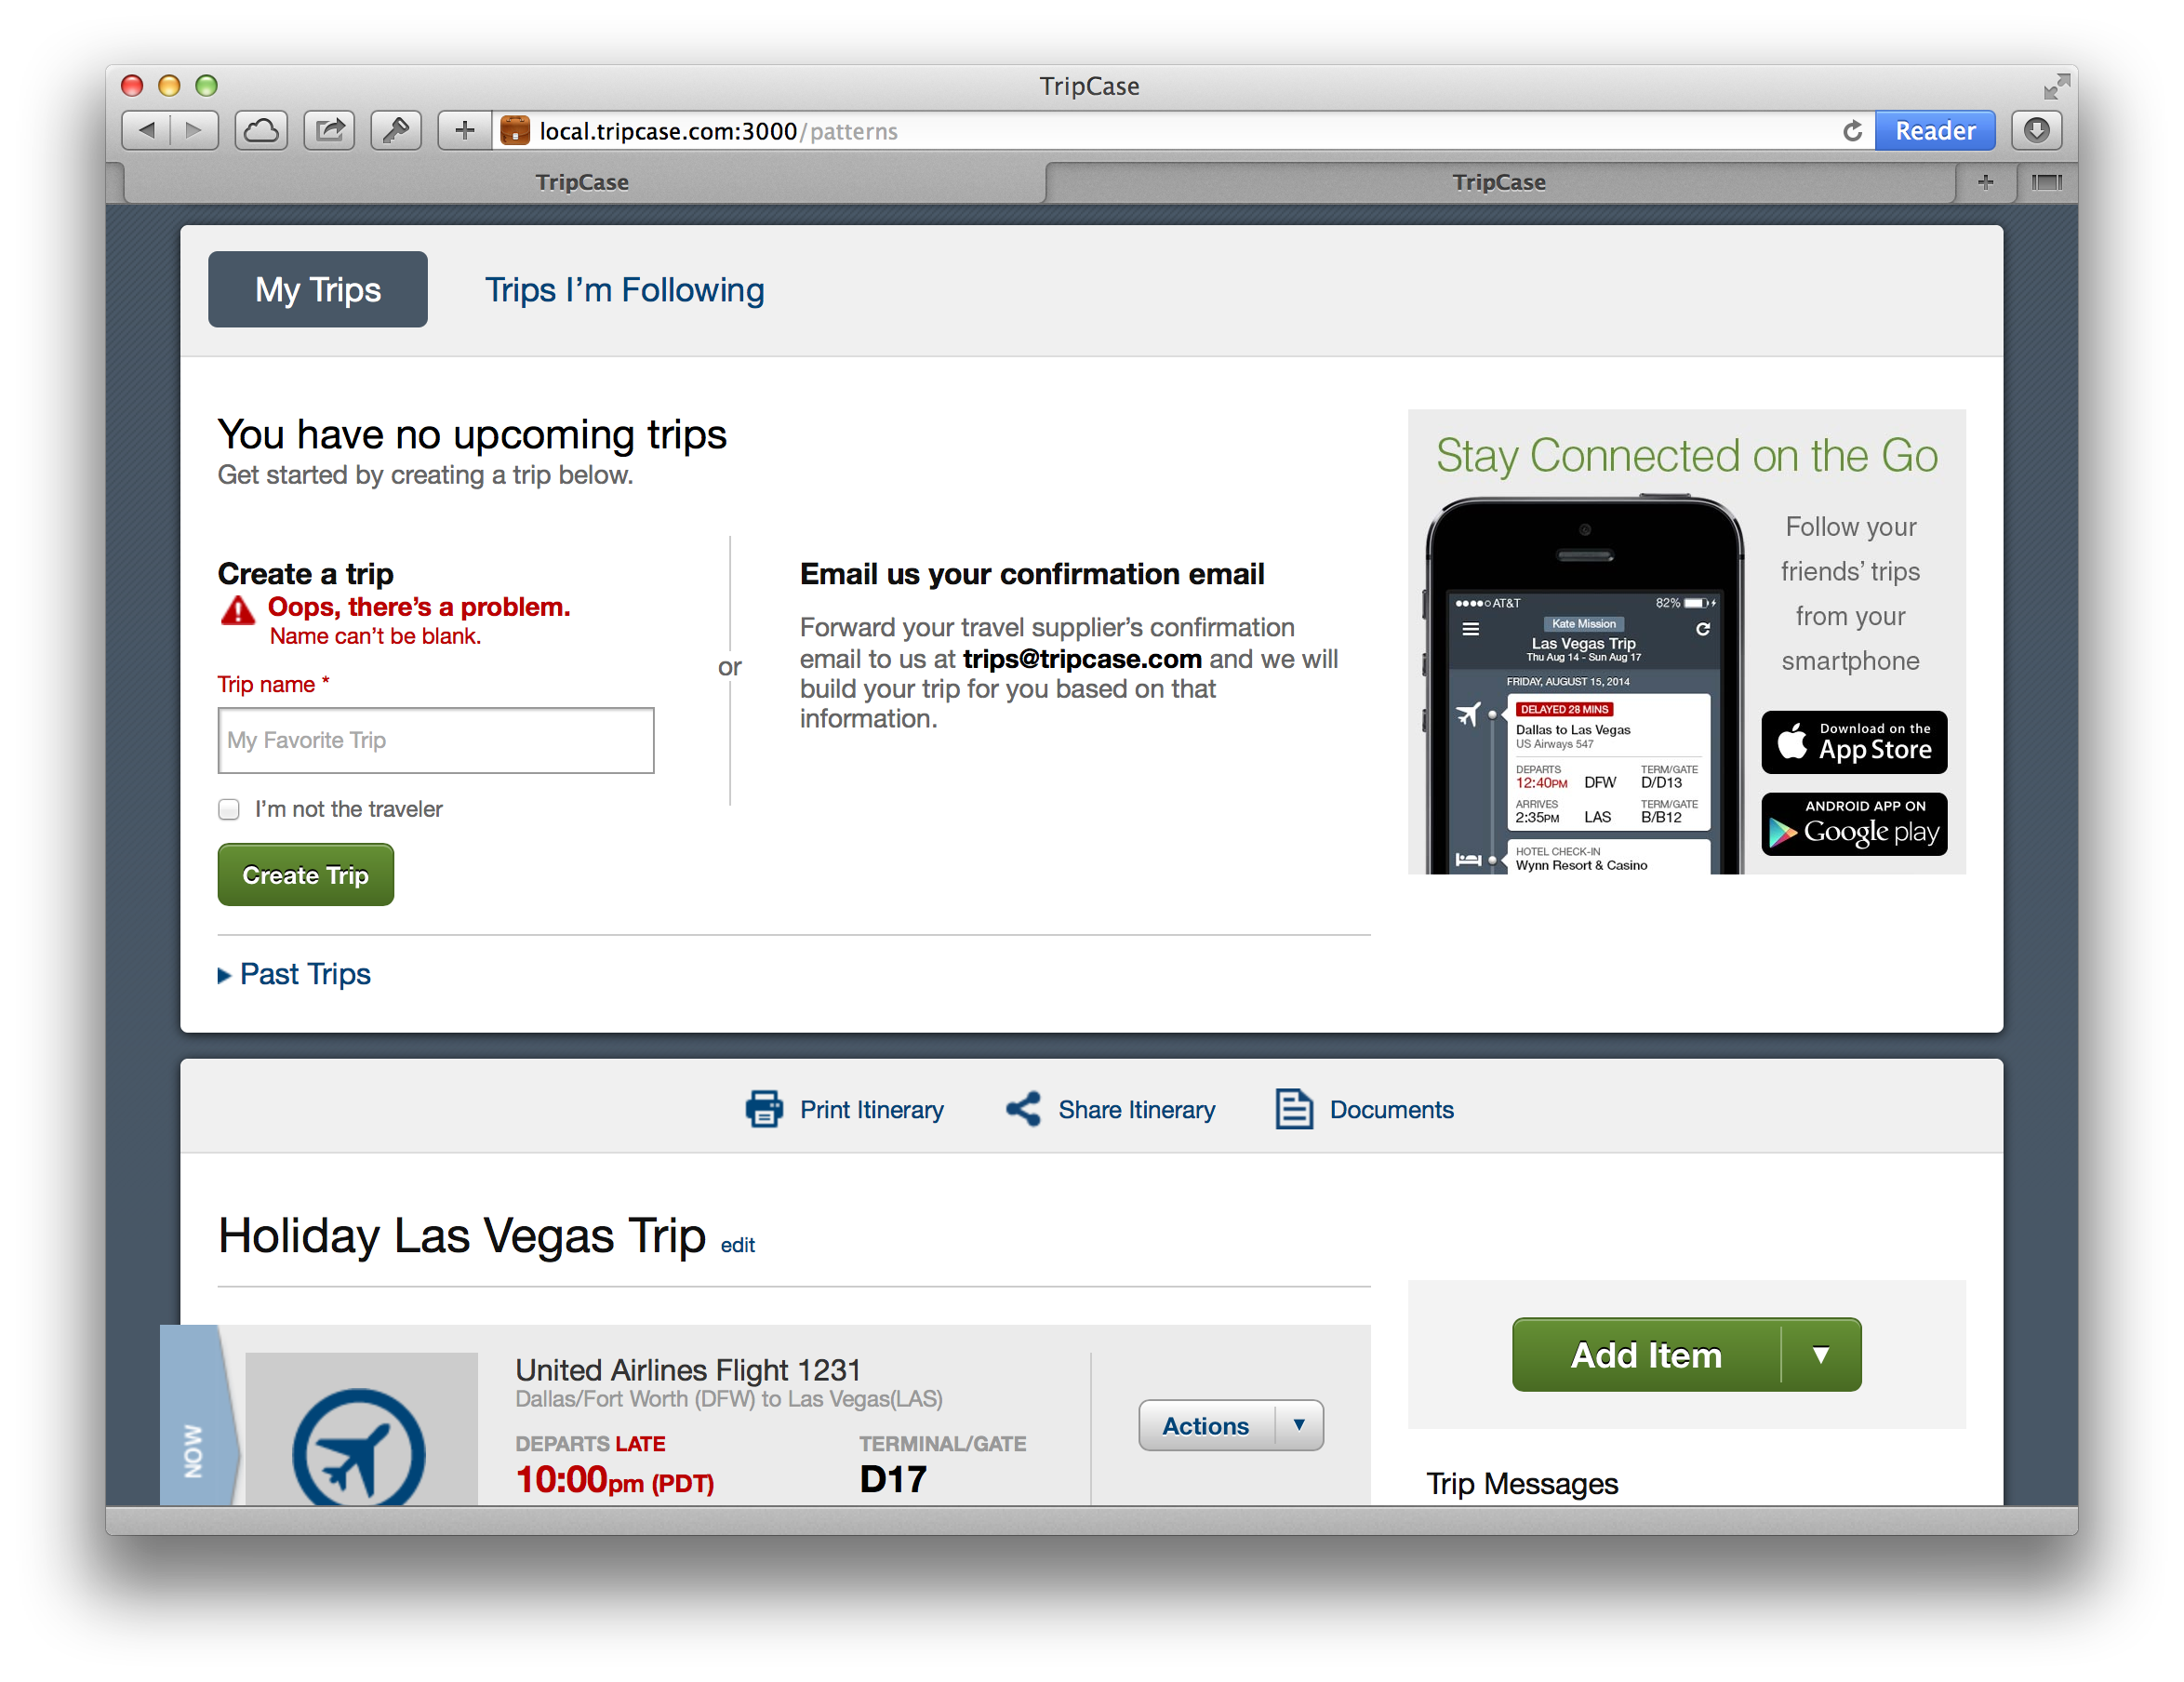 TripCase
local.tripcase.com:3000/patterns
Reader
TripCase
TripCase
My Trips
Trips I’m Following
You have no upcoming trips
Get started by creating a trip below.
Create a trip
Oops, there’s a problem.
Name can’t be blank.
Trip name *
My Favorite Trip
I’m not the traveler
Create Trip
or
Email us your confirmation email
Forward your travel supplier’s confirmation
email to us at trips@tripcase.com and we will
build your trip for you based on that
information.
Stay Connected on the Go
AT&T
82%
Kate Mission
Las Vegas Trip
Thu Aug 14 - Sun Aug 17
FRIDAY, AUGUST 15, 2014
DELAYED 28 MINS
Dallas to Las Vegas
US Airways 547
DEPARTS
TERM/GATE
12:40PM DFW D/D13
ARRIVES
TERM/GATE
2:35PM LAS B/B12
HOTEL CHECK-IN
Wynn Resort & Casino
Follow your
friends’ trips
from your
smartphone
Download on the
App Store
ANDROID APP ON
Google play
Past Trips
Print Itinerary
Share Itinerary
Documents
Holiday Las Vegas Trip edit
NOW
United Airlines Flight 1231
Dallas/Fort Worth (DFW) to Las Vegas(LAS)
DEPARTS LATE
TERMINAL/GATE
10:00pm (PDT)
D17
Actions
Add Item
Trip Messages